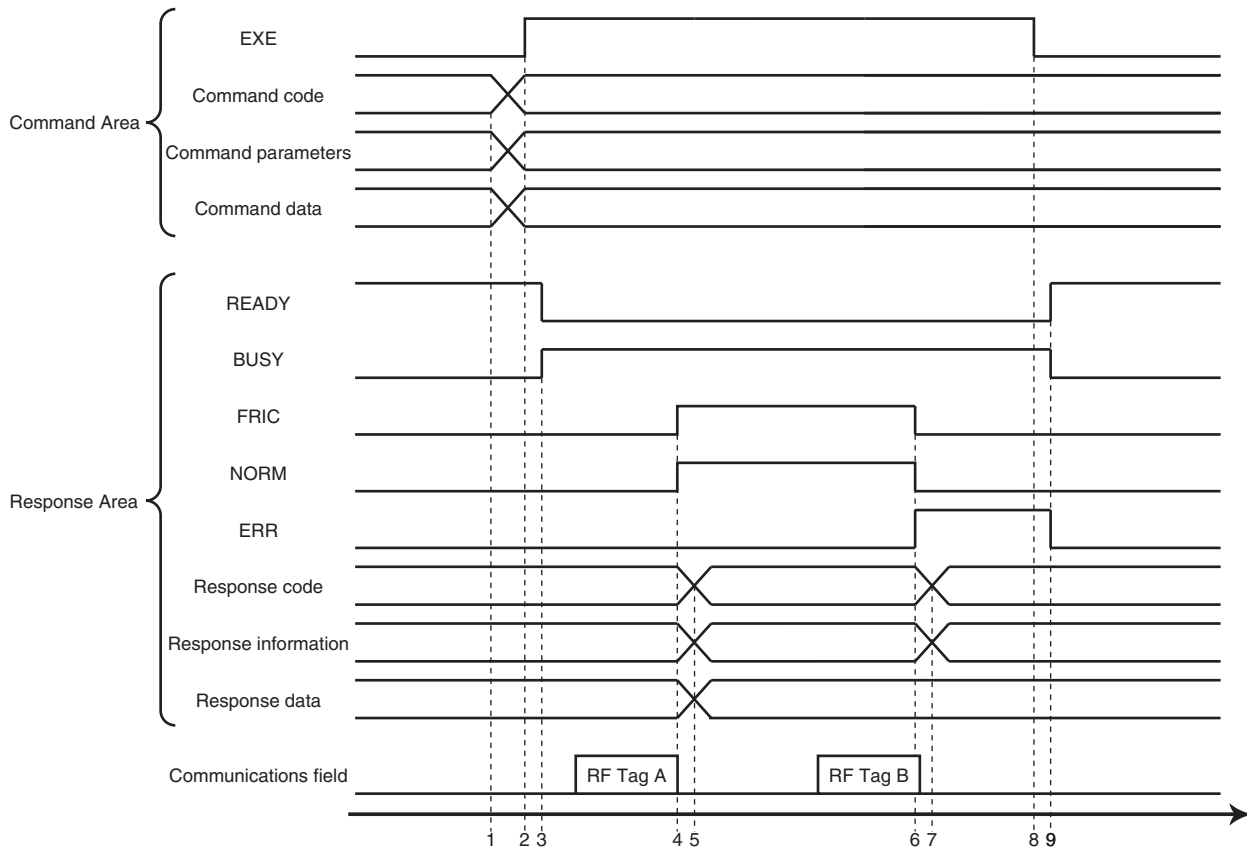 EXE
Command code
Command Area
Command parameters
Command data
READY
BUSY
FRIC
NORM
Response Area
ERR
Response code
Response information
Response data
Communications field
RF Tag A
RF Tag B
1 2 3 4 5 6 7 8 9